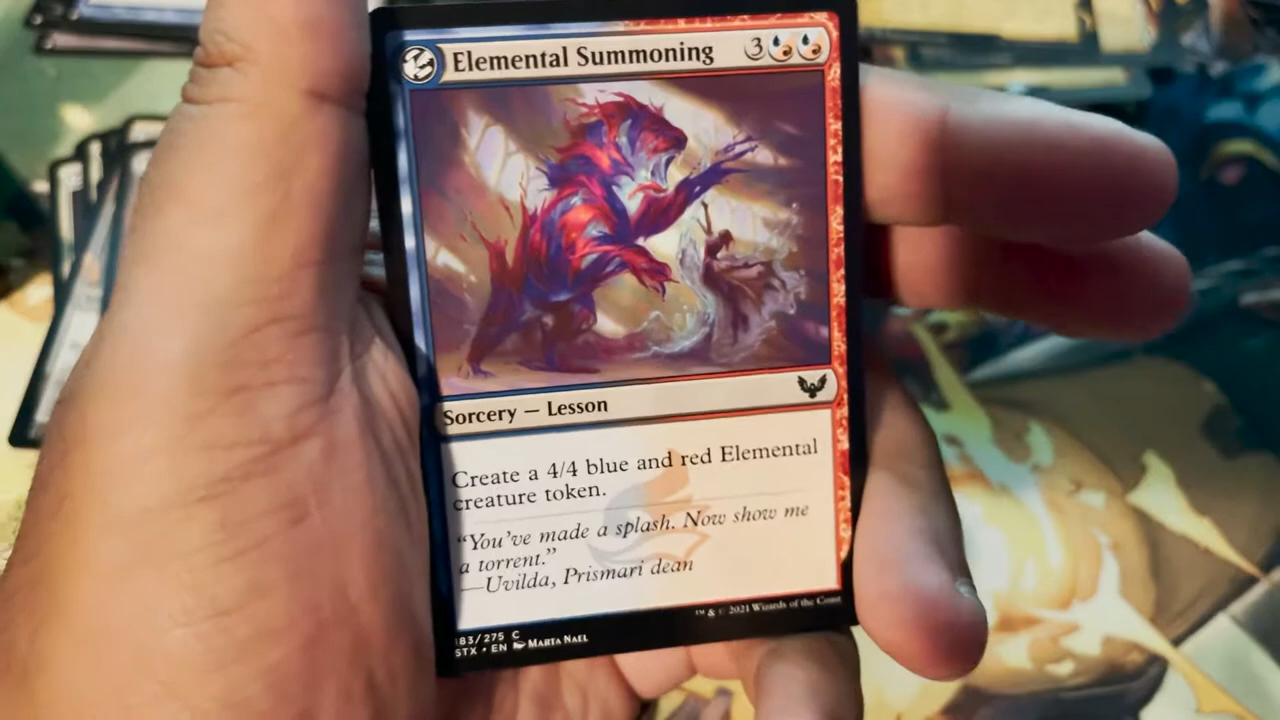 Elemental Summoning 3
Sorcery — Lesson
Create a 4/4 blue and red Elemental
creature token.
“You’ve made a splash. Now show me
a torrent.”
—Uvilda, Prismari dean
183/275 C
STX • EN MARTA NAEL
™ & © 2021 Wizards of the Coast